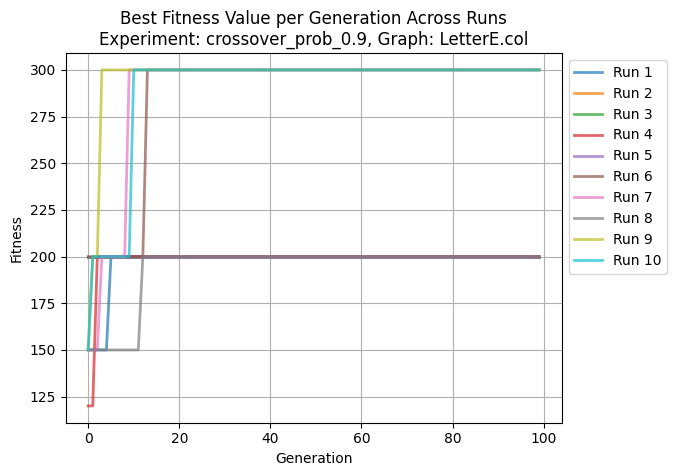 Best Fitness Value per Generation Across Runs
Experiment: crossover_prob_0.9, Graph: LetterE.col
Fitness
300
275
250
225
200
175
150
125
0
20
40
60
80
100
Generation
Run 1
Run 2
Run 3
Run 4
Run 5
Run 6
Run 7
Run 8
Run 9
Run 10